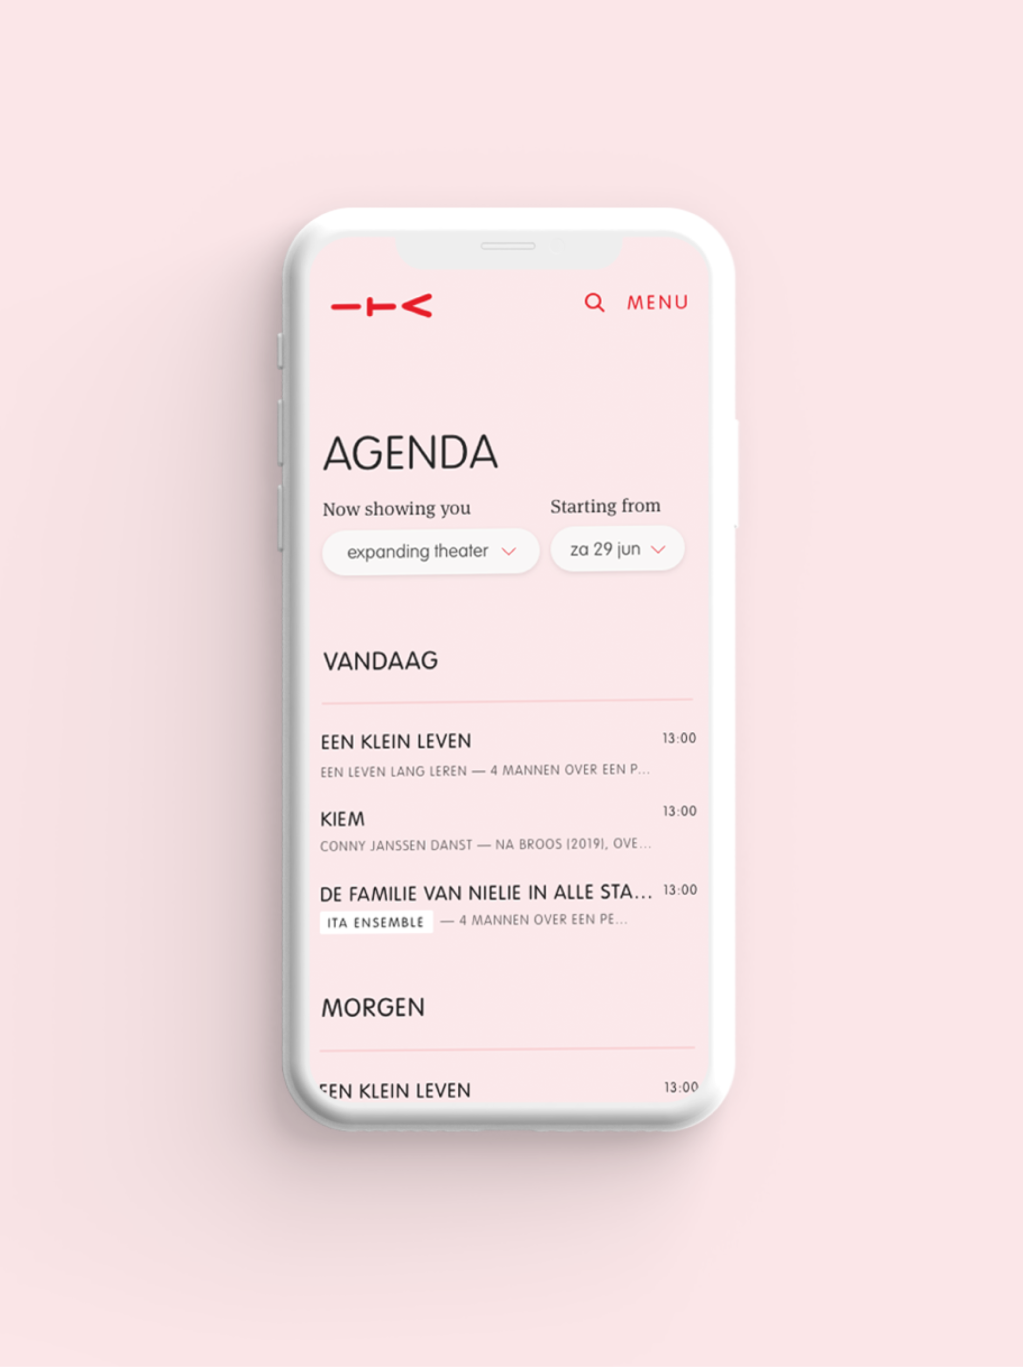 ITA
MENU
AGENDA
Now showing you
Starting from
expanding theater
za 29 jun
VANDAAG
EEN KLEIN LEVEN 13:00
EEN LEVEN LANG LEREN — 4 MANNEN OVER EEN P...
KIEM 13:00
CONNY JANSSEN DANST — NA BROOS (2019), OVE...
DE FAMILIE VAN NIELIE IN ALLE STA... 13:00
ITA ENSEMBLE — 4 MANNEN OVER EEN PE...
MORGEN
EEN KLEIN LEVEN 13:00